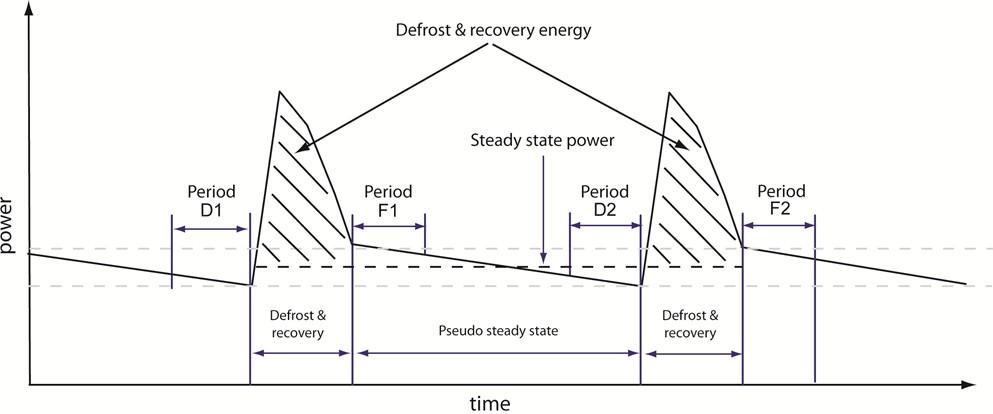 Defrost & recovery energy
Steady state power
Period
D1
Period
F1
Period
D2
Period
F2
power
Defrost &
recovery
Pseudo steady state
Defrost &
recovery
time